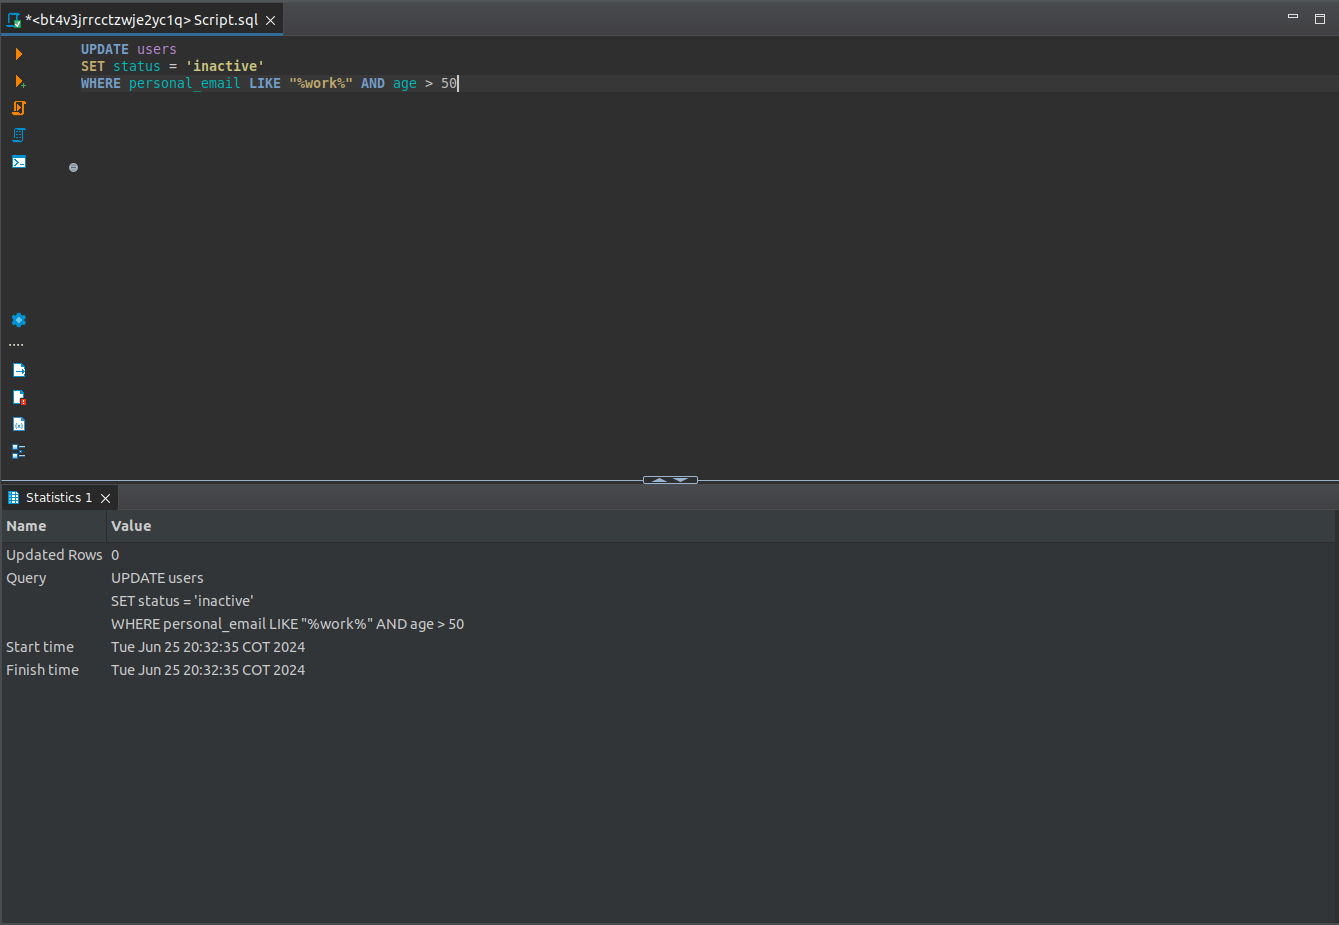 *<bt4v3jrrcctzwje2yc1q> Script.sql
UPDATE users
SET status = 'inactive'
WHERE personal_email LIKE "%work%" AND age > 50
Statistics 1
Name Value
Updated Rows 0
Query UPDATE users
SET status = 'inactive'
WHERE personal_email LIKE "%work%" AND age > 50
Start time Tue Jun 25 20:32:35 COT 2024
Finish time Tue Jun 25 20:32:35 COT 2024